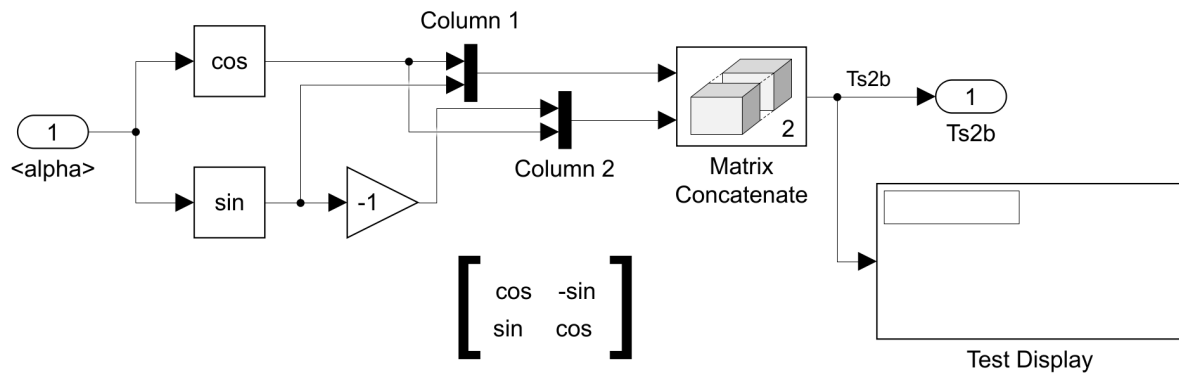 Column 1
cos
1
<alpha>
sin
-1
Column 2
2
Matrix
Concatenate
Ts2b
1
Ts2b
cos -sin
sin cos
Test Display